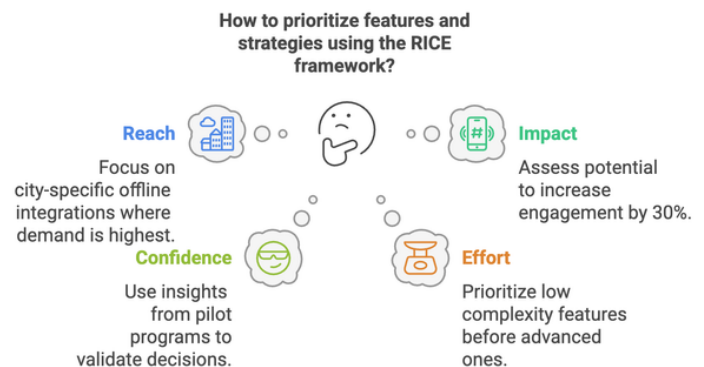 How to prioritize features and
strategies using the RICE
framework?
Reach
Focus on
city-specific offline
integrations where
demand is highest.
#
Impact
Assess potential
to increase
engagement by 30%.
Confidence
Use insights
from pilot
programs to
validate decisions.
Effort
Prioritize low
complexity features
before advanced
ones.